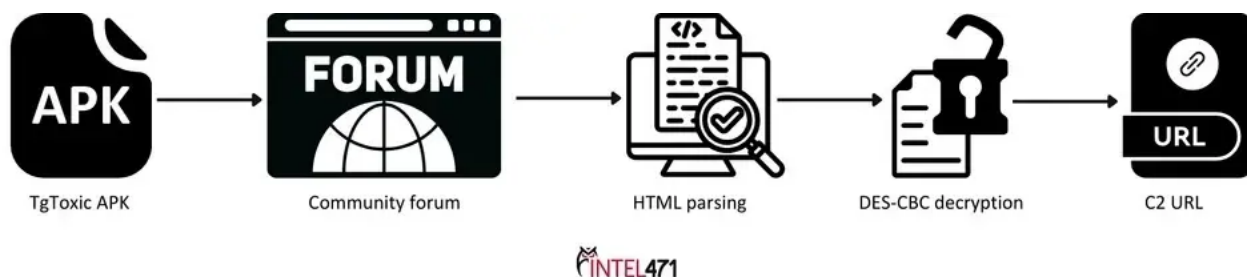 APK
FORUM
</>
URL
TgToxic APK
Community forum
HTML parsing
DES-CBC decryption
C2 URL
INTEL471